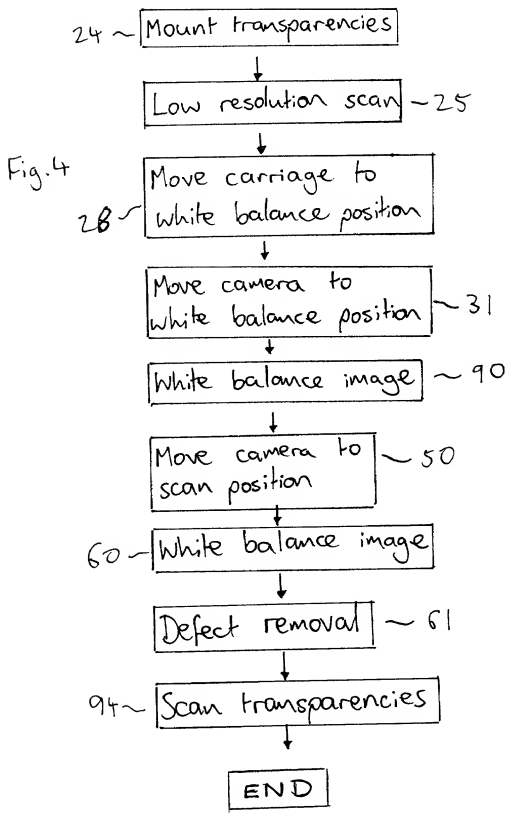 24 Mount transparencies
Low resolution scan 25
Fig.4
Move carriage to
28 white balance position
Move camera to
white balance position 31
White balance image 90
Move camera to 50
scan position
60 White balance image
Defect removal 61
94 Scan transparencies
END